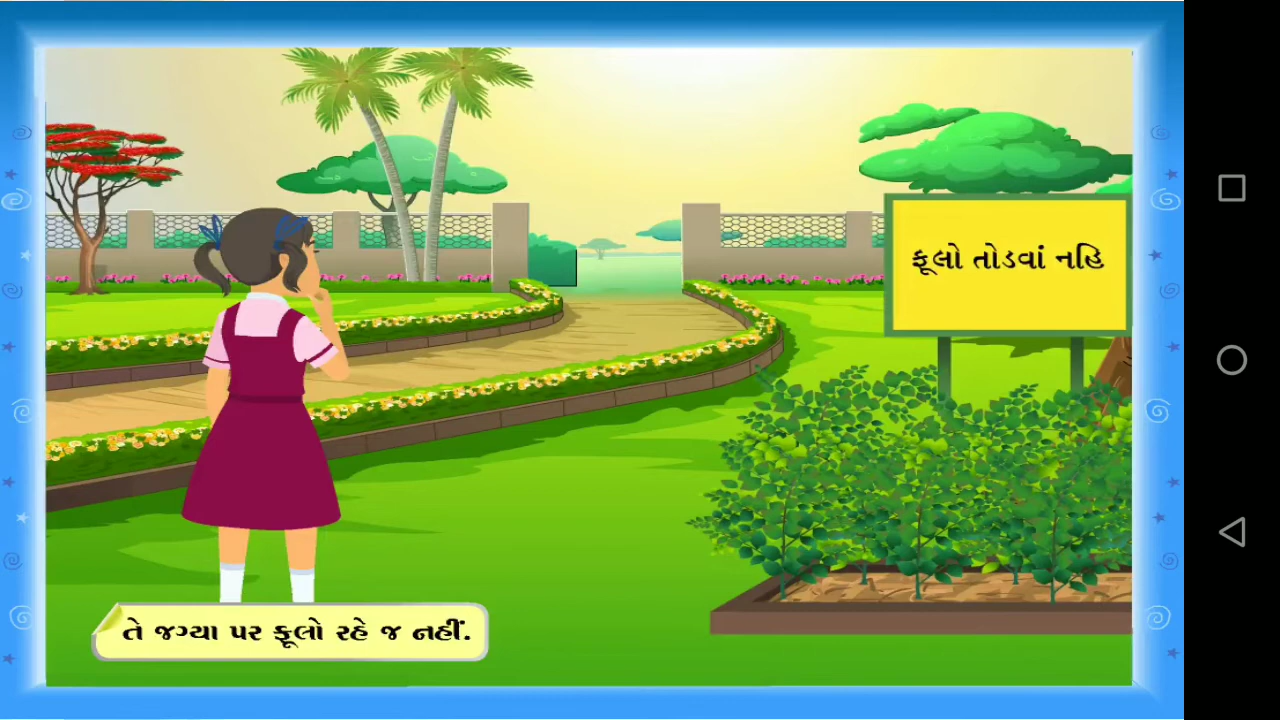 ફૂલો તોડવાં નહિ
તે જગ્યા પર ફૂલો રહે જ નહીં.